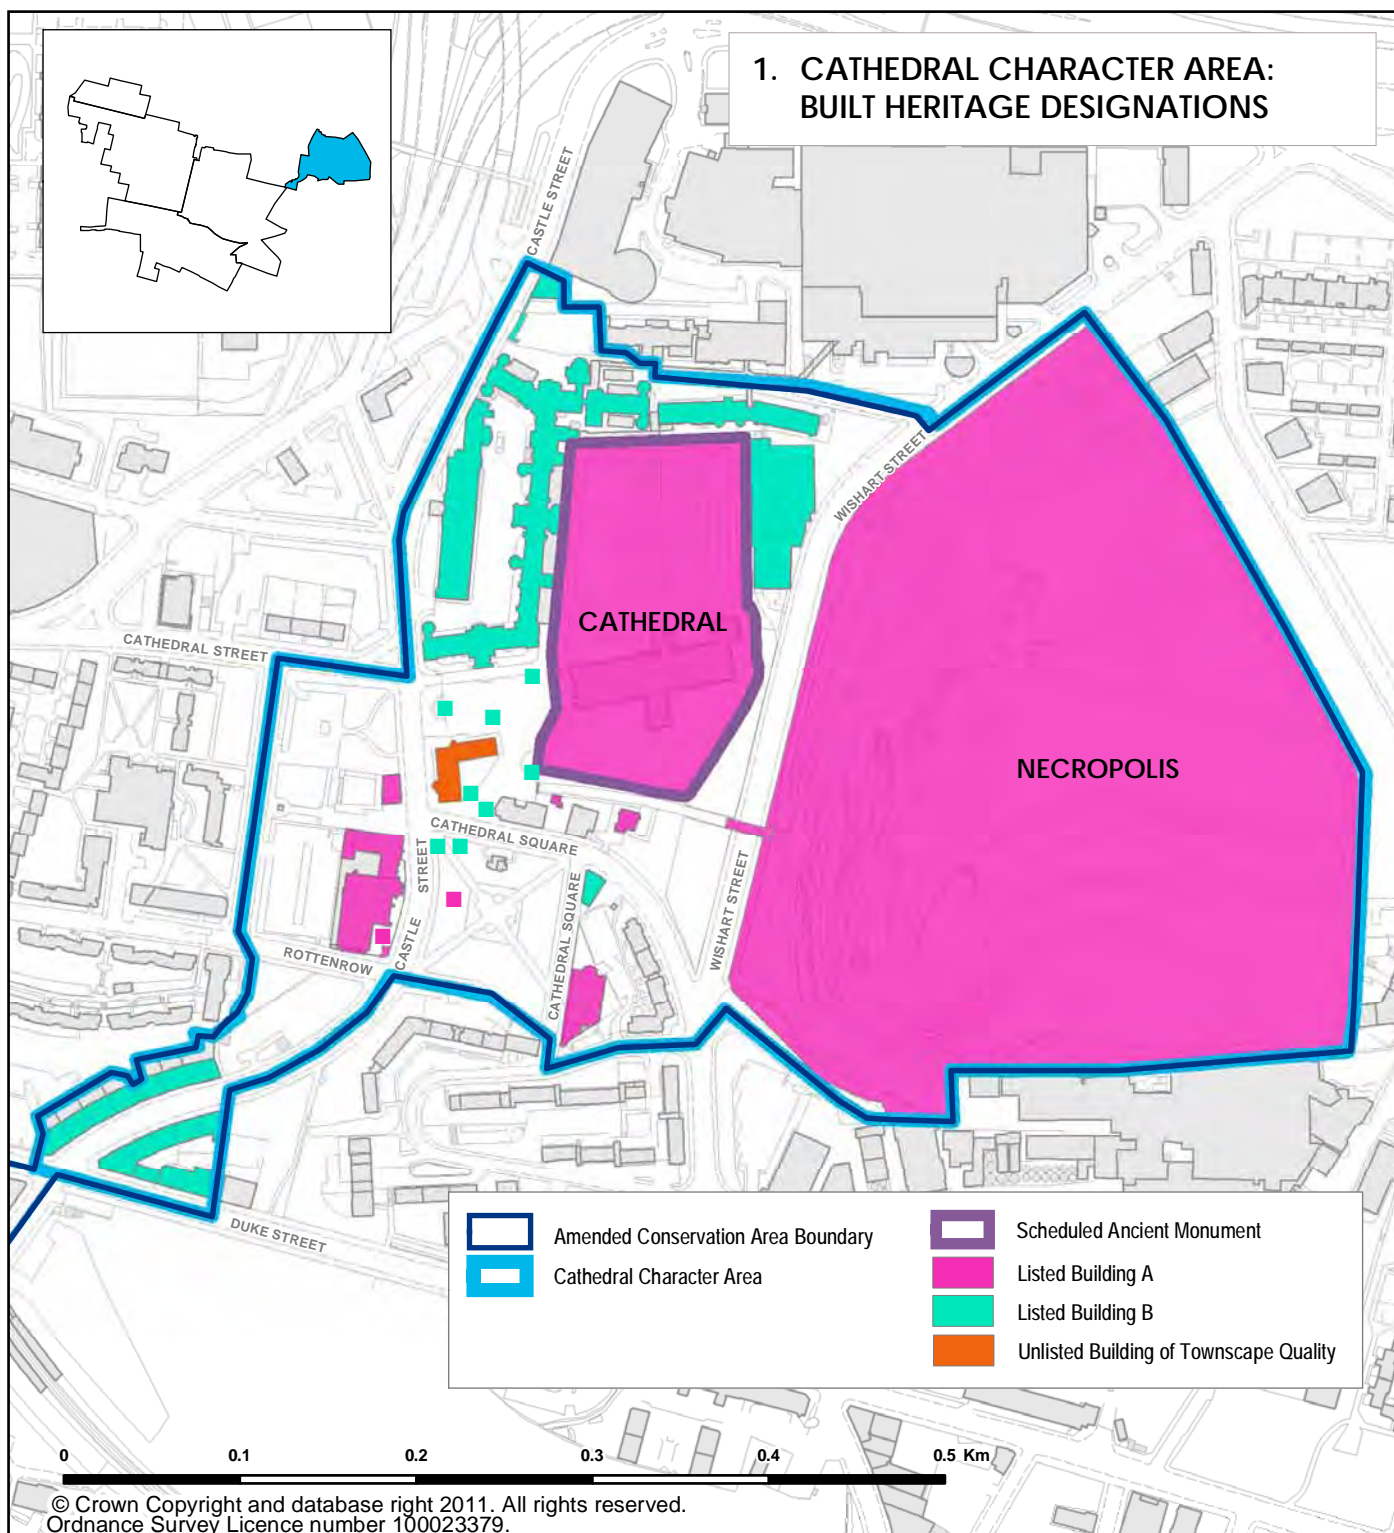 1. CATHEDRAL CHARACTER AREA:
BUILT HERITAGE DESIGNATIONS
CASTLE STREET
WISHART STREET
CATHEDRAL
CATHEDRAL STREET
NECROPOLIS
CATHEDRAL SQUARE
CASTLE STREET
CATHEDRAL SQUARE
WISHART STREET
ROTTENROW
DUKE STREET
Amended Conservation Area Boundary
Cathedral Character Area
Scheduled Ancient Monument
Listed Building A
Listed Building B
Unlisted Building of Townscape Quality
0 0.1 0.2 0.3 0.4 0.5 Km
© Crown Copyright and database right 2011. All rights reserved.
Ordnance Survey Licence number 100023379.